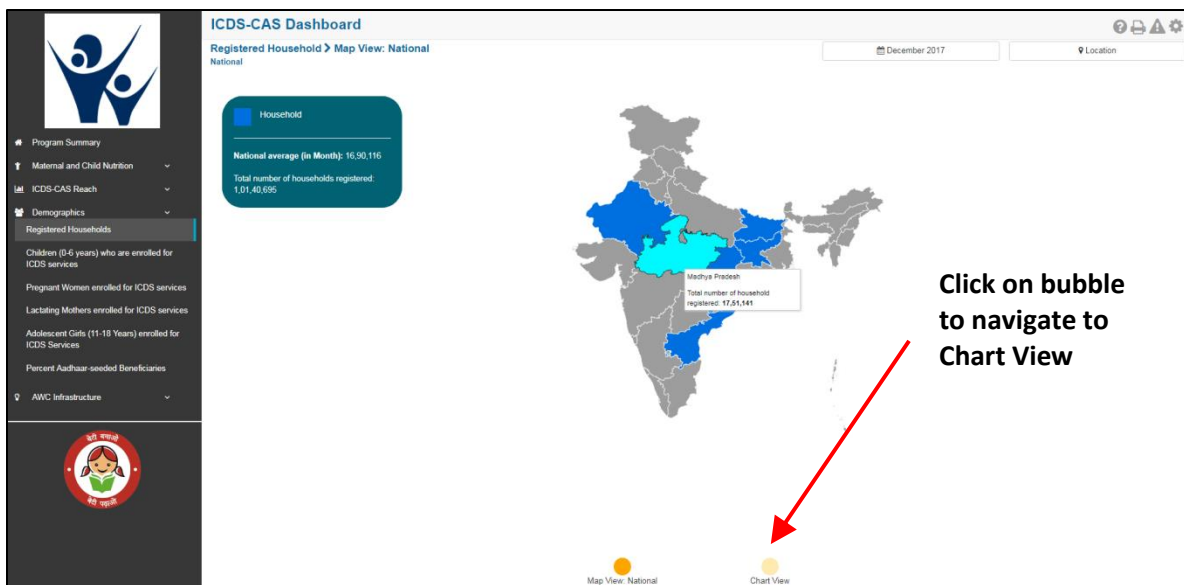 ICDS-CAS Dashboard
Registered Household > Map View: National
National
December 2017
Location
Household
National average (in Month): 16,90,116
Total number of households registered:
1,01,40,695
Program Summary
Maternal and Child Nutrition
ICDS-CAS Reach
Demographics
Registered Households
Children (0-6 years) who are enrolled for
ICDS services
Pregnant Women enrolled for ICDS services
Lactating Mothers enrolled for ICDS services
Adolescent Girls (11-18 Years) enrolled for
ICDS Services
Percent Aadhaar-seeded Beneficiaries
AWC Infrastructure
बेटी बचाओ
बेटी पढ़ाओ
Madhya Pradesh
Total number of household
registered: 17,51,141
Click on bubble
to navigate to
Chart View
Map View: National
Chart View